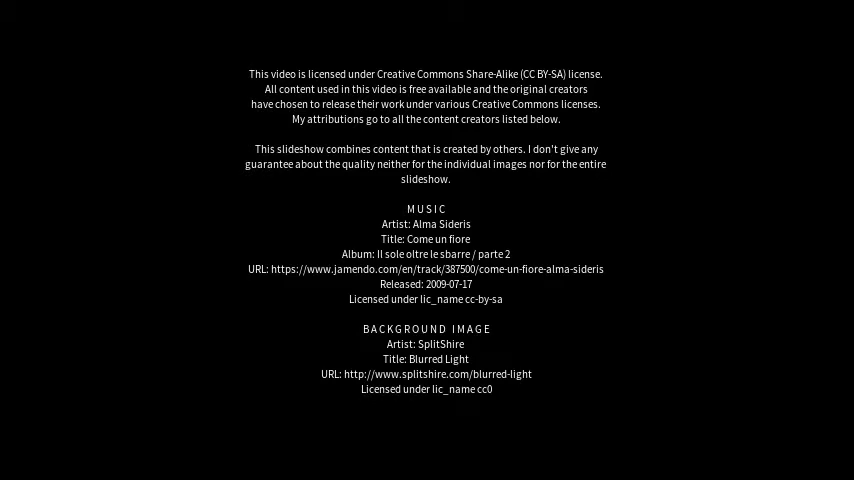 This video is licensed under Creative Commons Share-Alike (CC BY-SA) license.
All content used in this video is free available and the original creators
have chosen to release their work under various Creative Commons licenses.
My attributions go to all the content creators listed below.
This slideshow combines content that is created by others. I don't give any
guarantee about the quality neither for the individual images nor for the entire
slideshow.
MUSIC
Artist: Alma Sideris
Title: Come un fiore
Album: Il sole oltre le sbarre / parte 2
URL: https://www.jamendo.com/en/track/387500/come-un-fiore-alma-sideris
Released: 2009-07-17
Licensed under lic_name cc-by-sa
BACKGROUND IMAGE
Artist: SplitShire
Title: Blurred Light
URL: http://www.splitshire.com/blurred-light
Licensed under lic_name cc0